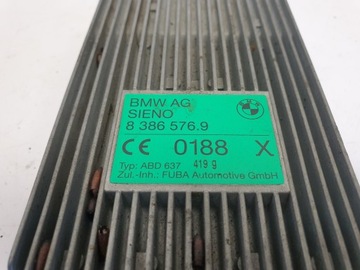 BMW AG
SIENO
8 386 576.9
CE 0188 X
Typ: ABD 637 419 g
Zul.-Inh.: FUBA Automotive GmbH